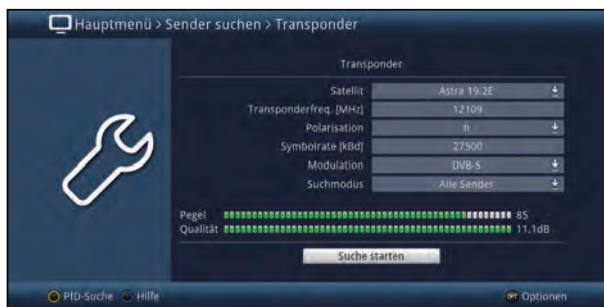 Hauptmenü > Sender suchen > Transponder
Transponder
Satellit Astra 19.2E
Transponderfreq. [MHz] 12109
Polarisation h
Symbolrate [kBd] 27500
Modulation DVB-S
Suchmodus Alle Sender
Pegel 85
Qualität 11.1dB
Suche starten
PID-Suche Hilfe OPT Optionen